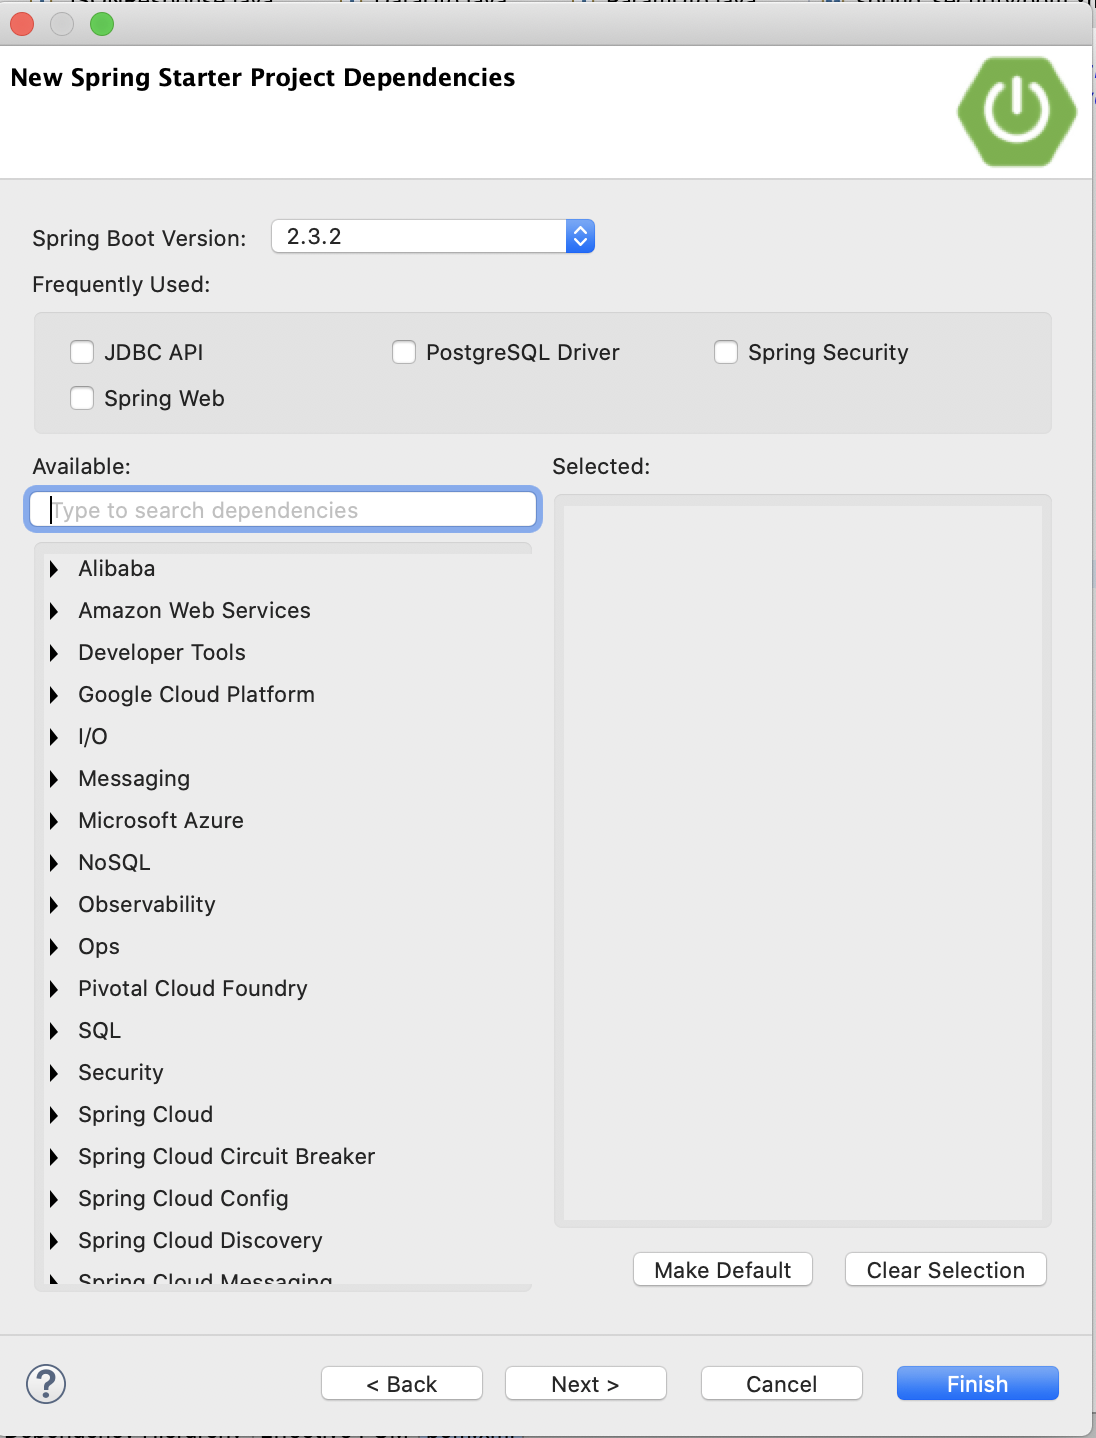 New Spring Starter Project Dependencies
Spring Boot Version: 2.3.2
Frequently Used:
JDBC API PostgreSQL Driver Spring Security
Spring Web
Available: Selected:
Type to search dependencies
Alibaba
Amazon Web Services
Developer Tools
Google Cloud Platform
I/O
Messaging
Microsoft Azure
NoSQL
Observability
Ops
Pivotal Cloud Foundry
SQL
Security
Spring Cloud
Spring Cloud Circuit Breaker
Spring Cloud Config
Spring Cloud Discovery
Spring Cloud Messaging
Make Default Clear Selection
? < Back Next > Cancel Finish